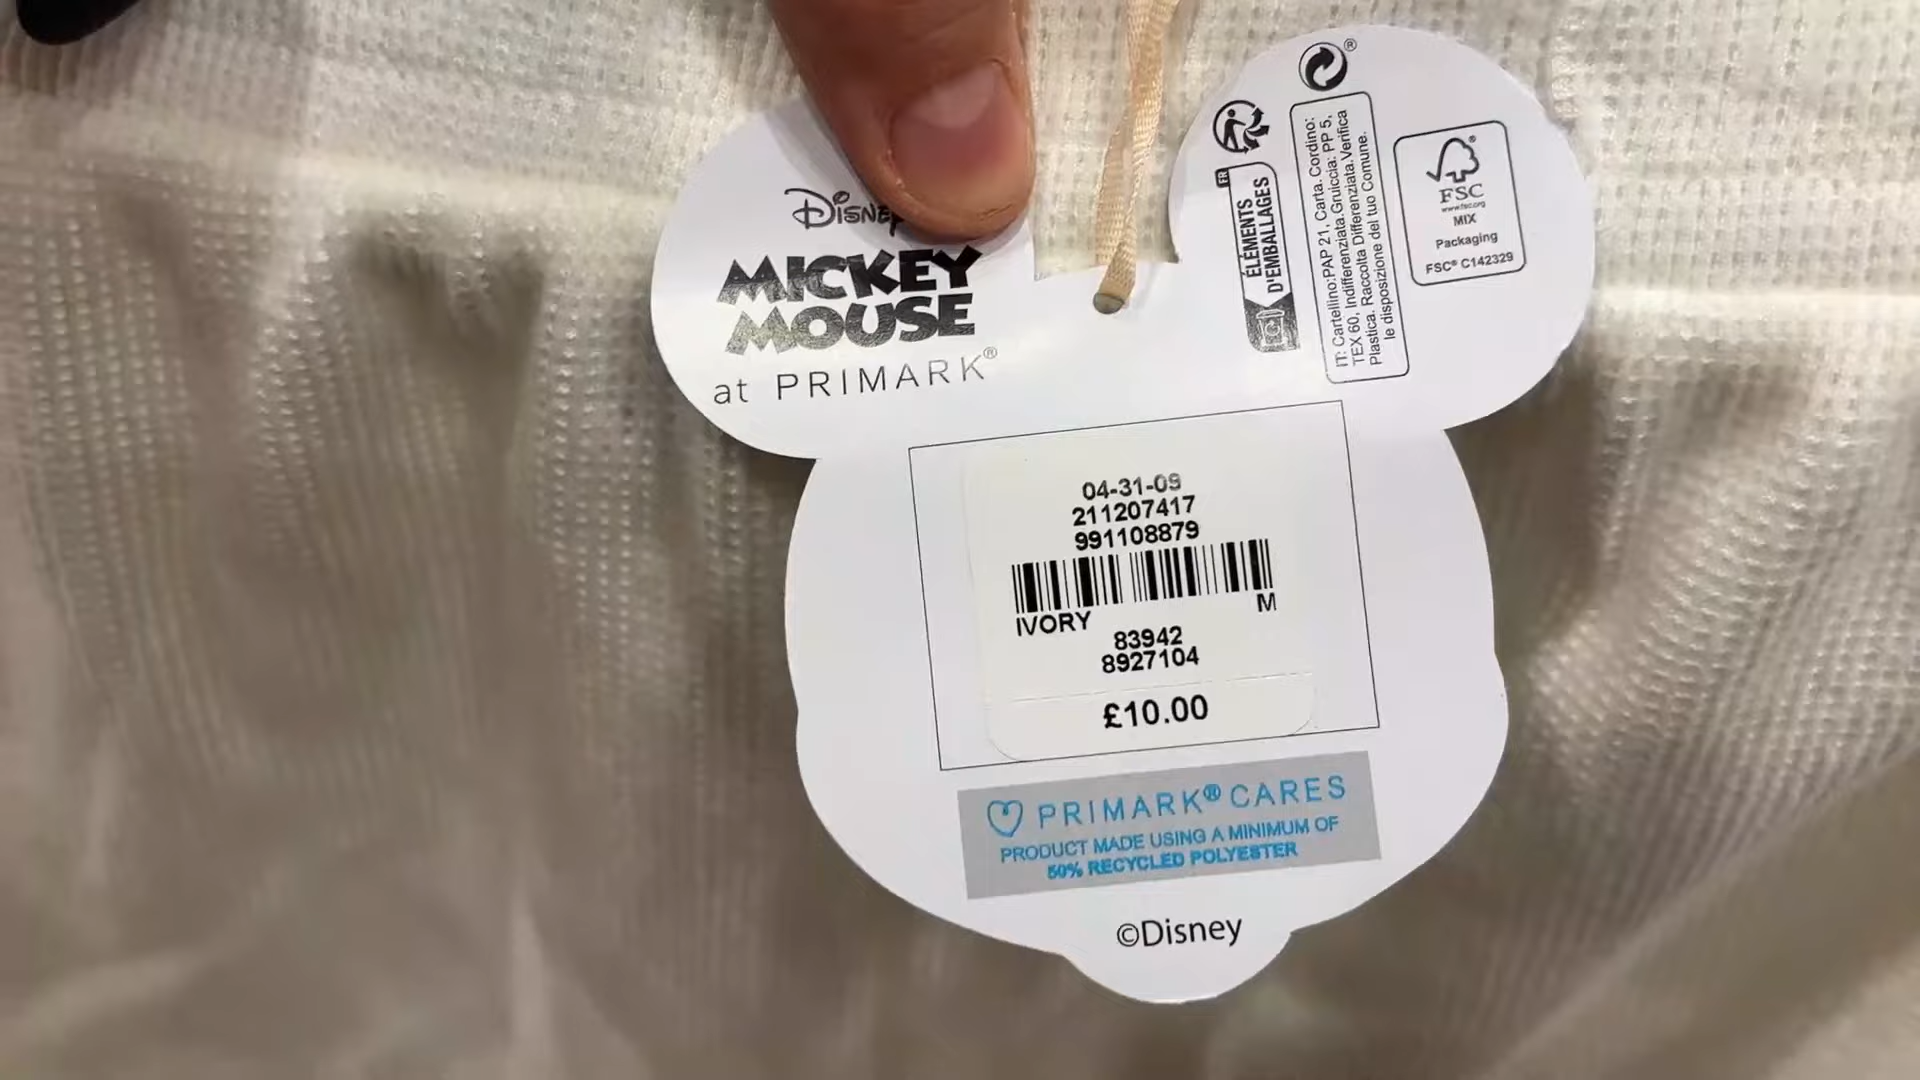 Disney
MICKEY
MOUSE
at PRIMARK®
FR
ÉLÉMENTS
D'EMBALLAGES
IT: Cartellino:PAP 21, Carta. Cordino:
TEX 60, Indifferenziata.Gruiccia: PP 5,
Plastica. Raccolta Differenziata.Verifica
le disposizione del tuo Comune.
FSC®
www.fsc.org
MIX
Packaging
FSC® C142329
04-31-09
211207417
991108879
IVORY M
83942
8927104
£10.00
PRIMARK® CARES
PRODUCT MADE USING A MINIMUM OF
50% RECYCLED POLYESTER
©Disney